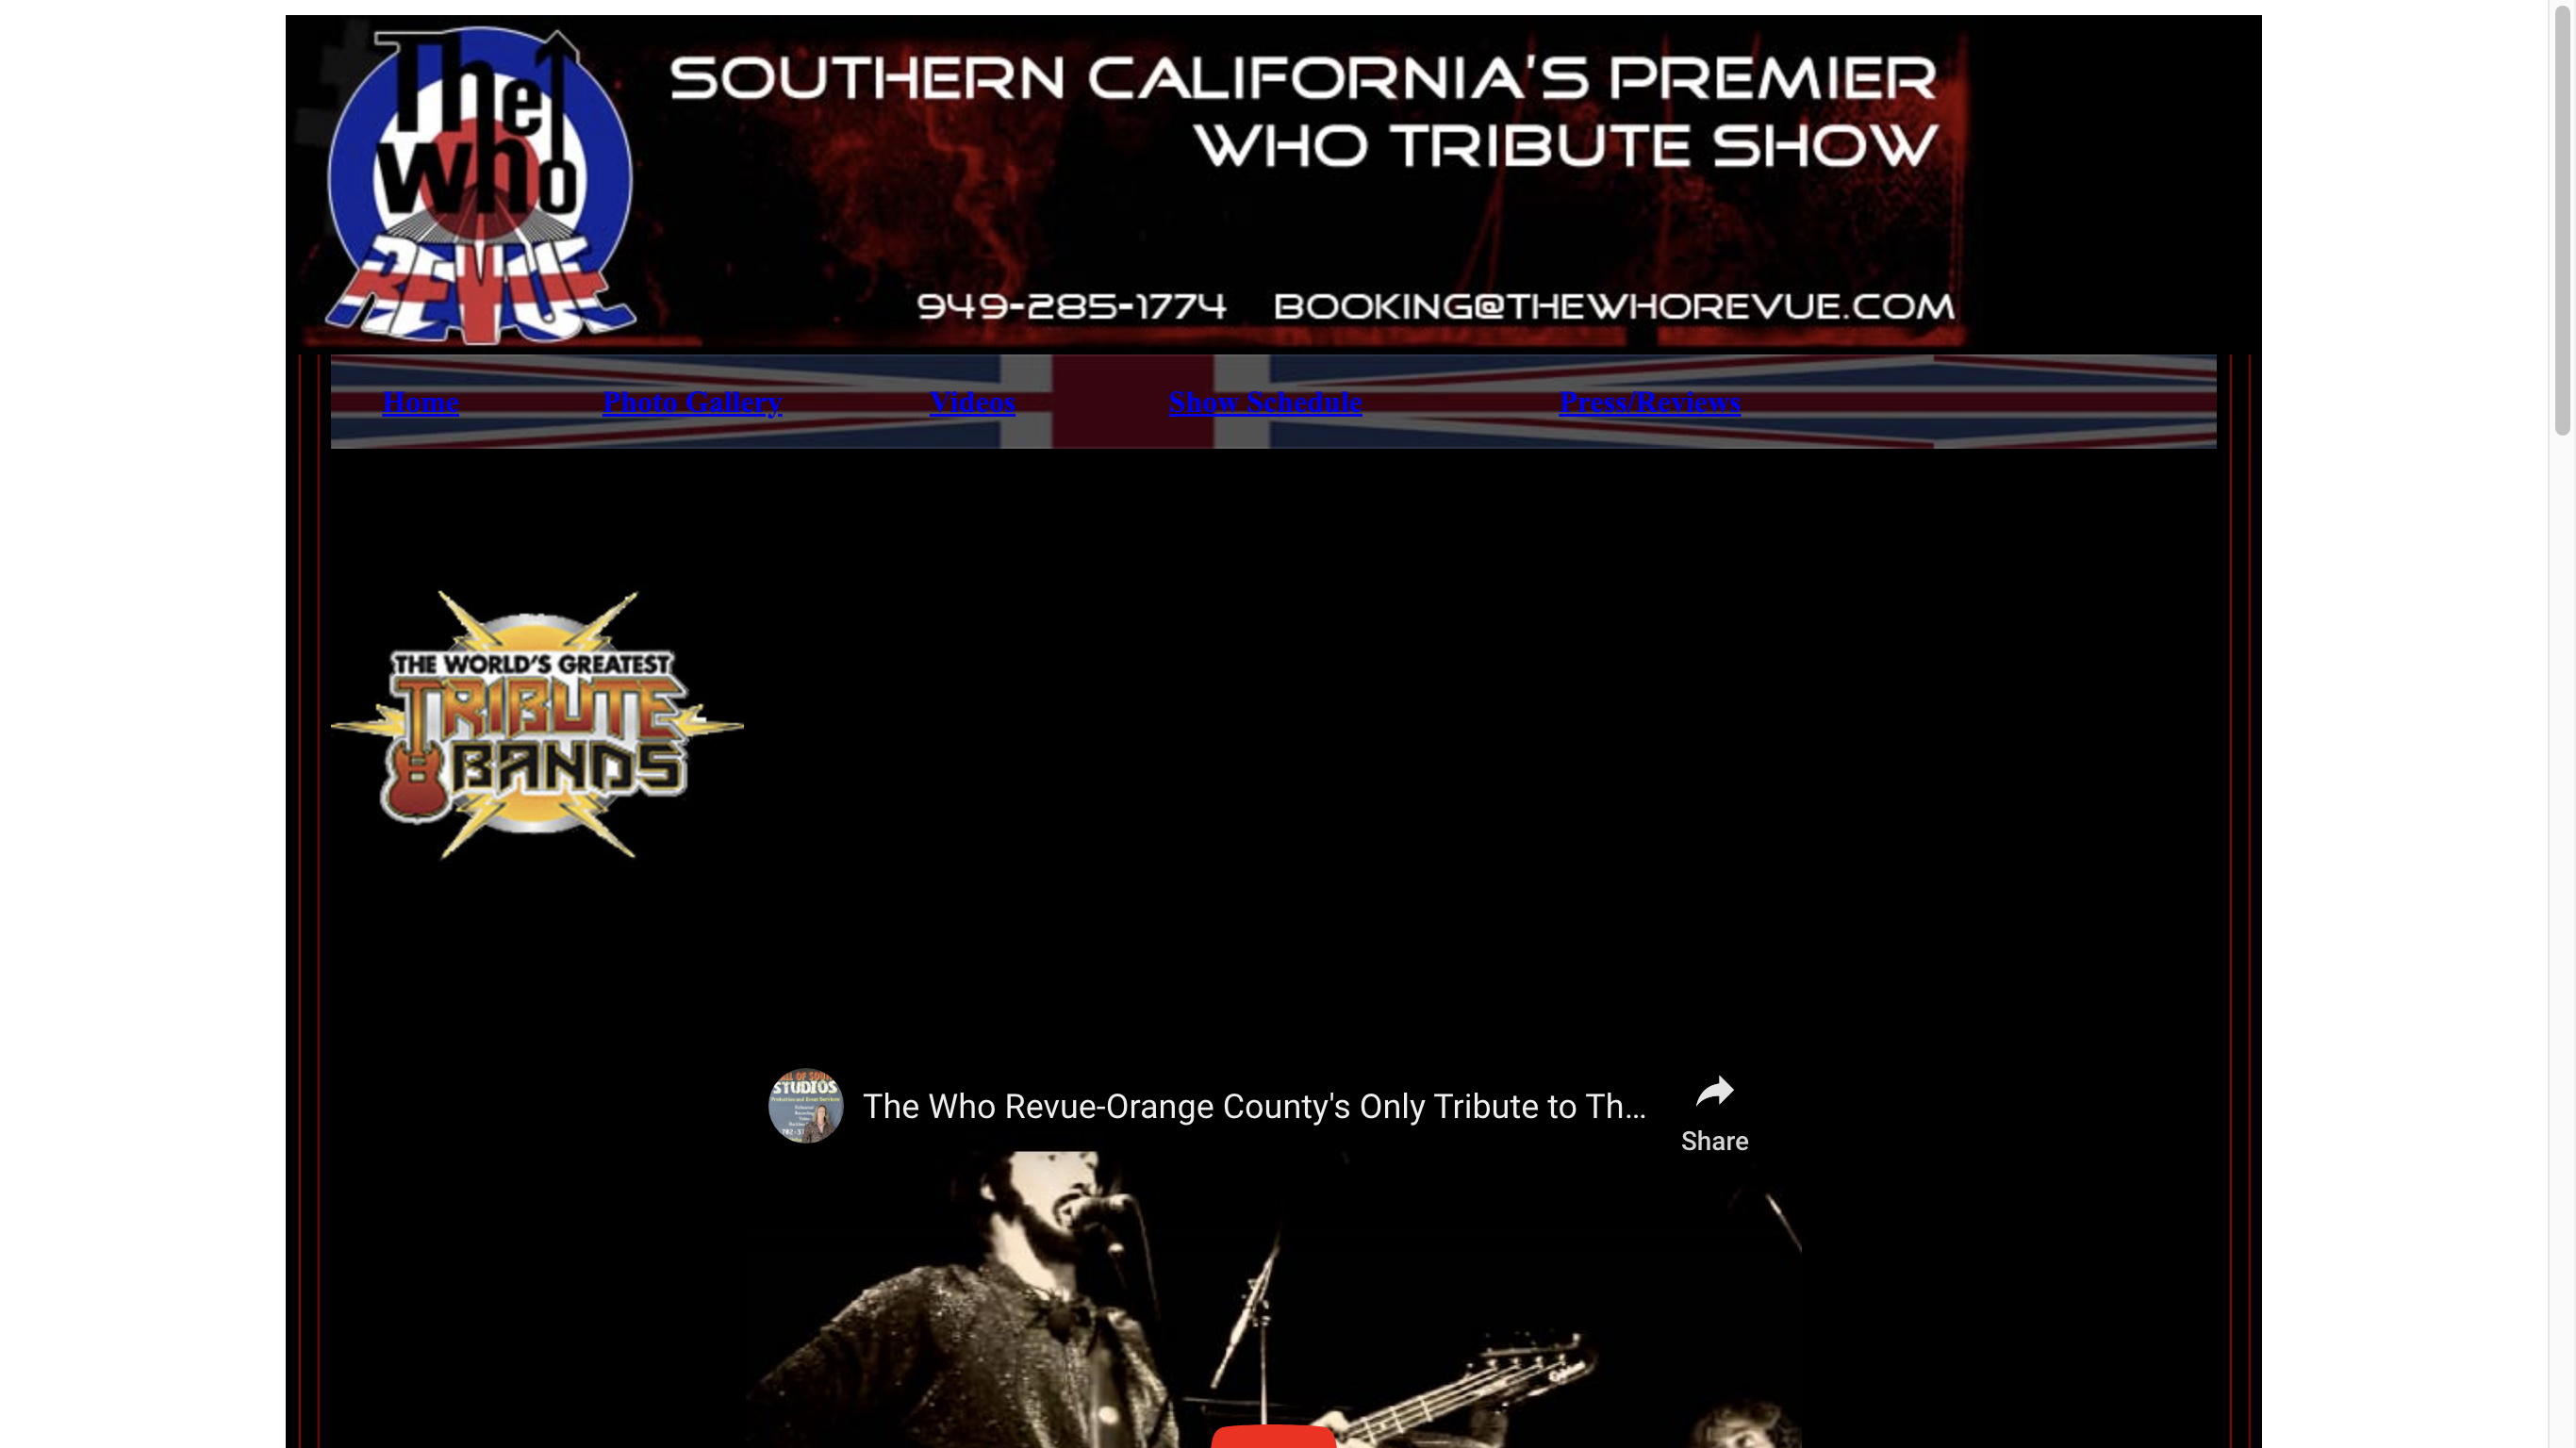 The Who
REVUE
SOUTHERN CALIFORNIA'S PREMIER
WHO TRIBUTE SHOW
949-285-1774 BOOKING@THEWHOREVUE.COM
Home Photo Gallery Videos Show Schedule Press/Reviews
THE WORLD'S GREATEST
TRIBUTE
BANDS
STUDIOS
The Who Revue-Orange County's Only Tribute to Th...
Share